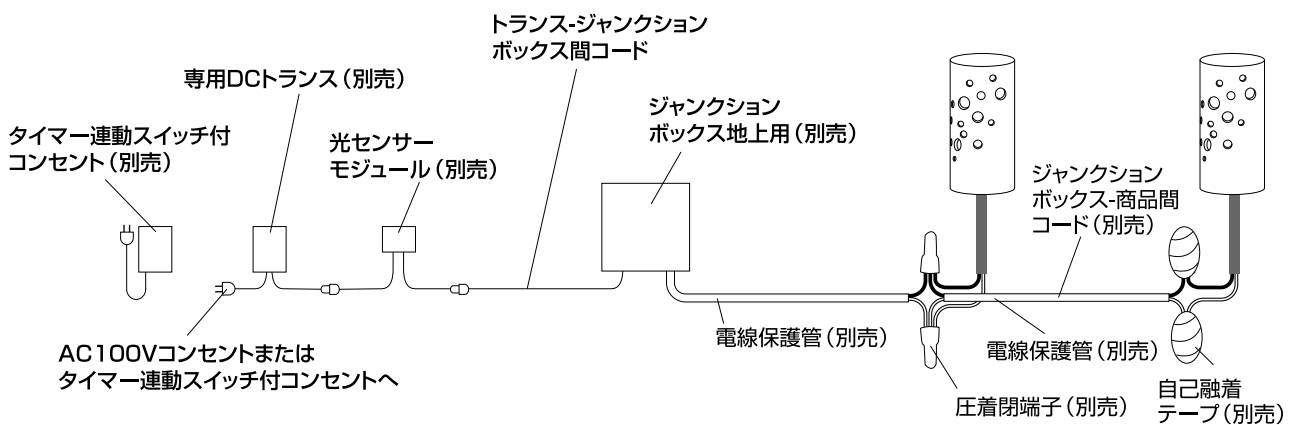 トランス-ジャンクション
ボックス間コード
専用DCトランス（別売）
ジャンクション
ボックス地上用（別売）
タイマー連動スイッチ付
コンセント（別売）
光センサー
モジュール（別売）
ジャンクション
ボックス-商品間
コード（別売）
電線保護管（別売）
電線保護管（別売）
AC100Vコンセントまたは
タイマー連動スイッチ付コンセントへ
圧着閉端子（別売）
自己融着
テープ（別売）